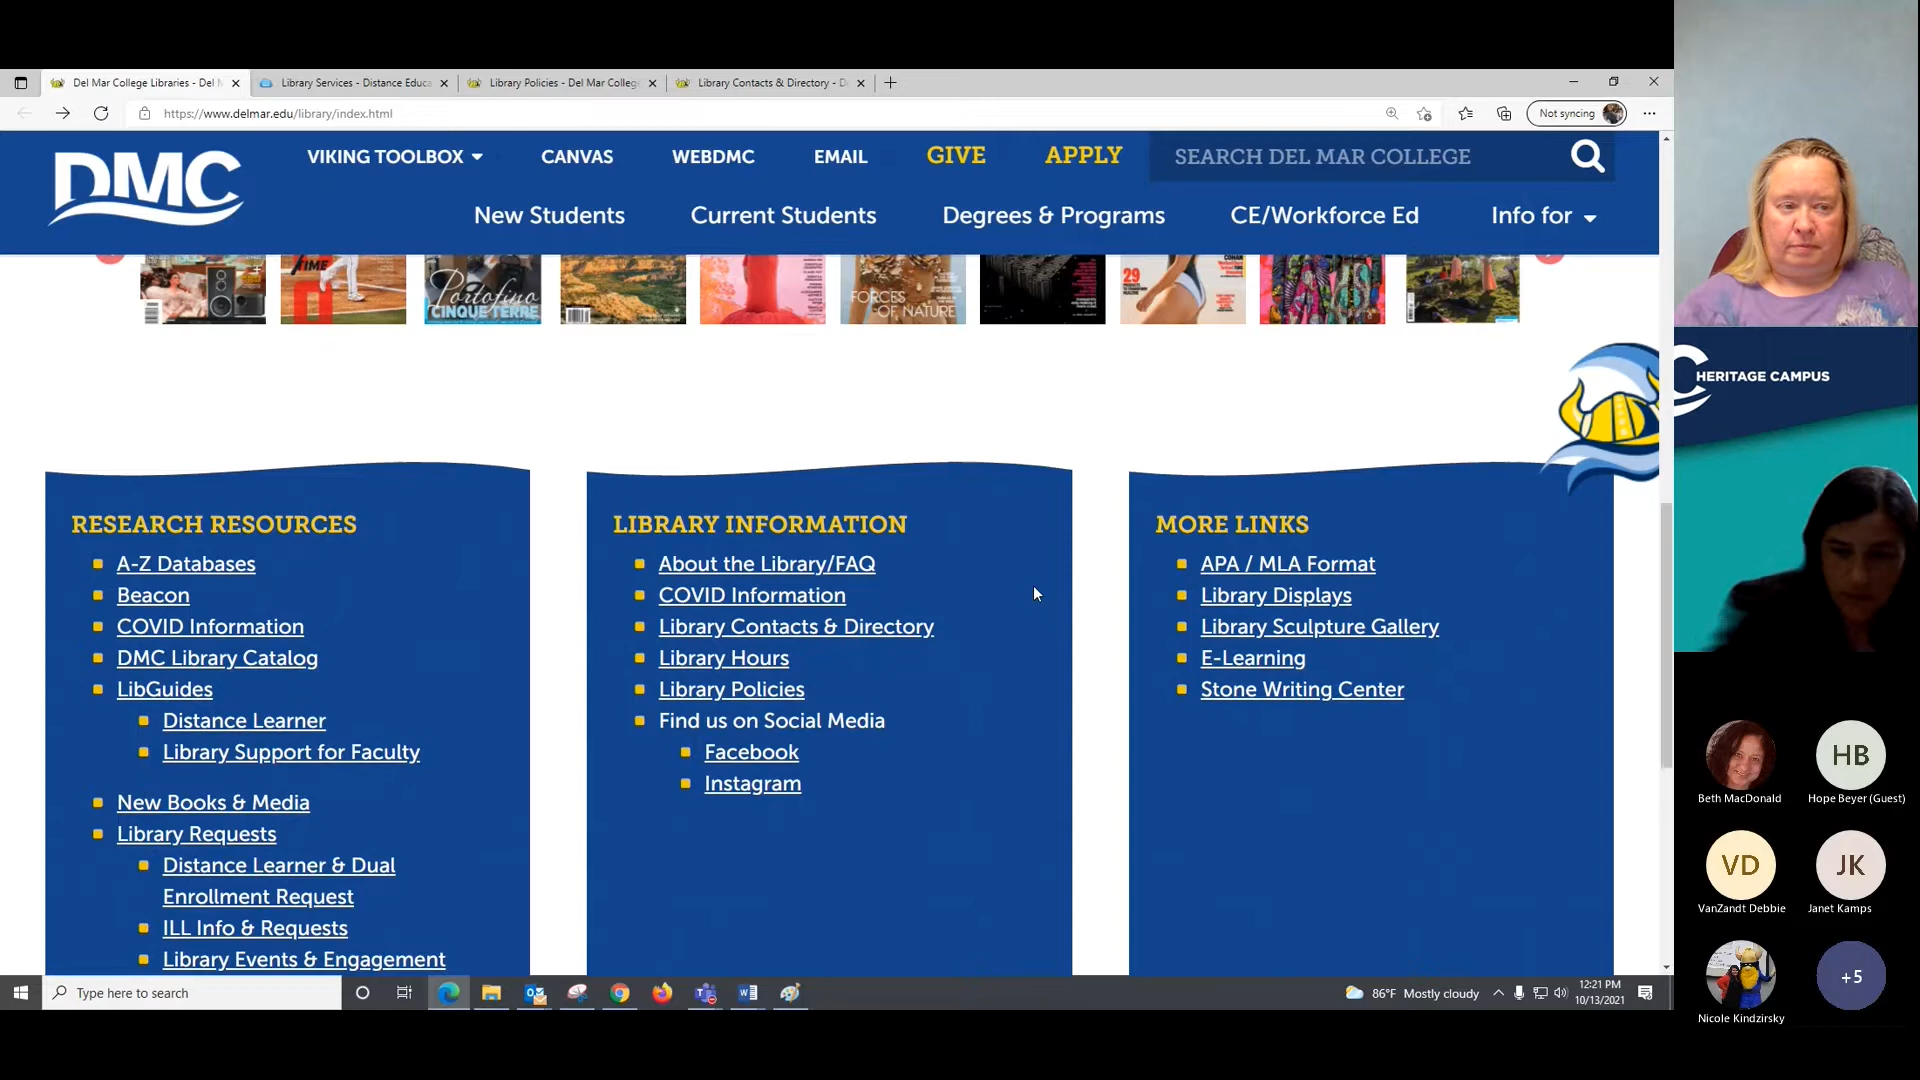 Del Mar College Libraries - Del M
Library Services - Distance Educa
Library Policies - Del Mar College
Library Contacts & Directory - D
https://www.delmar.edu/library/index.html
Not syncing
DMC
VIKING TOOLBOX
CANVAS
WEBDMC
EMAIL
GIVE
APPLY
SEARCH DEL MAR COLLEGE
New Students
Current Students
Degrees & Programs
CE/Workforce Ed
Info for
TIME
Portofino
CINQUE TERRE
FORCES
OF NATURE
29
HERITAGE CAMPUS
RESEARCH RESOURCES
A-Z Databases
Beacon
COVID Information
DMC Library Catalog
LibGuides
Distance Learner
Library Support for Faculty
New Books & Media
Library Requests
Distance Learner & Dual
Enrollment Request
ILL Info & Requests
Library Events & Engagement
LIBRARY INFORMATION
About the Library/FAQ
COVID Information
Library Contacts & Directory
Library Hours
Library Policies
Find us on Social Media
Facebook
Instagram
MORE LINKS
APA / MLA Format
Library Displays
Library Sculpture Gallery
E-Learning
Stone Writing Center
Beth MacDonald
HB
Hope Beyer (Guest)
VD
VanZandt Debbie
JK
Janet Kamps
Nicole Kindzirsky
+5
Type here to search
86°F Mostly cloudy
12:21 PM
10/13/2021